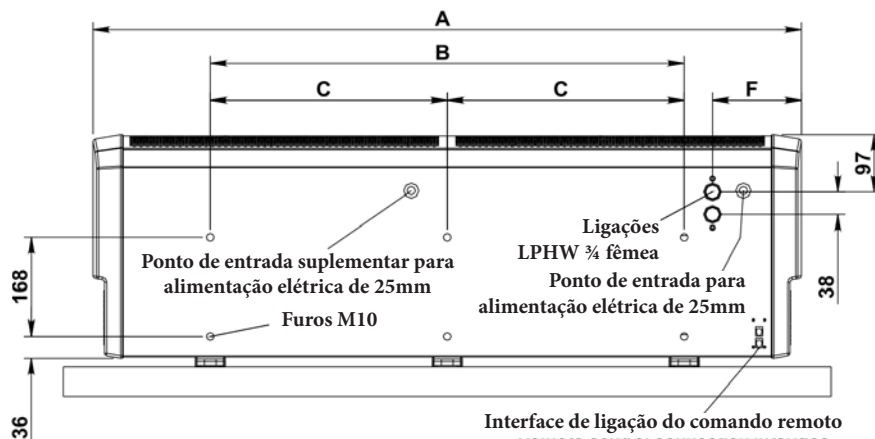 A
B
C C F
97
Ligações
LPHW ¾ fêmea
38
Ponto de entrada suplementar para
alimentação elétrica de 25mm
Ponto de entrada para
alimentação elétrica de 25mm
168
Furos M10
36
Interface de ligação do comando remoto